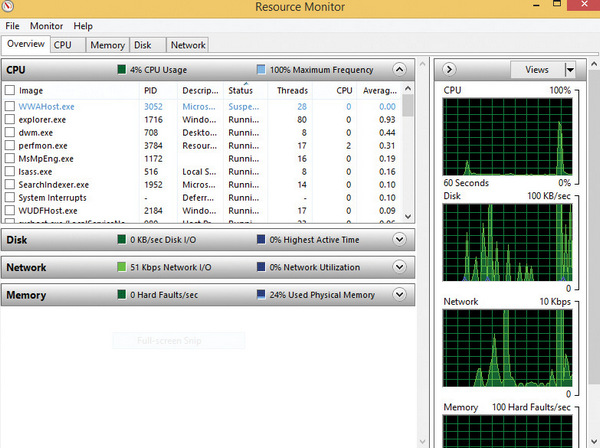 Resource Monitor
File Monitor Help
Overview CPU Memory Disk Network
CPU 4% CPU Usage 100% Maximum Frequency
Image PID Descrip... Status Threads CPU Averag...
WWAHost.exe 3052 Micros... Suspe... 28 0 0.00
explorer.exe 1716 Windo... Runni... 80 0 0.93
dwm.exe 708 Deskto... Runni... 8 0 0.44
perfmon.exe 3784 Resour... Runni... 17 2 0.31
MsMpEng.exe 1172 Runni... 16 0 0.19
lsass.exe 516 Local S... Runni... 8 0 0.16
SearchIndexer.exe 1952 Micros... Runni... 14 0 0.10
System Interrupts - Deferr... Runni... - 0 0.10
WUDFHost.exe 2184 Windo... Runni... 17 0 0.09
Disk 0 KB/sec Disk I/O 0% Highest Active Time
Network 51 Kbps Network I/O 0% Network Utilization
Memory 0 Hard Faults/sec 24% Used Physical Memory
Full-screen Snip
Views
CPU 100%
60 Seconds 0%
Disk 100 KB/sec
0
Network 10 Kbps
0
Memory 100 Hard Faults/sec